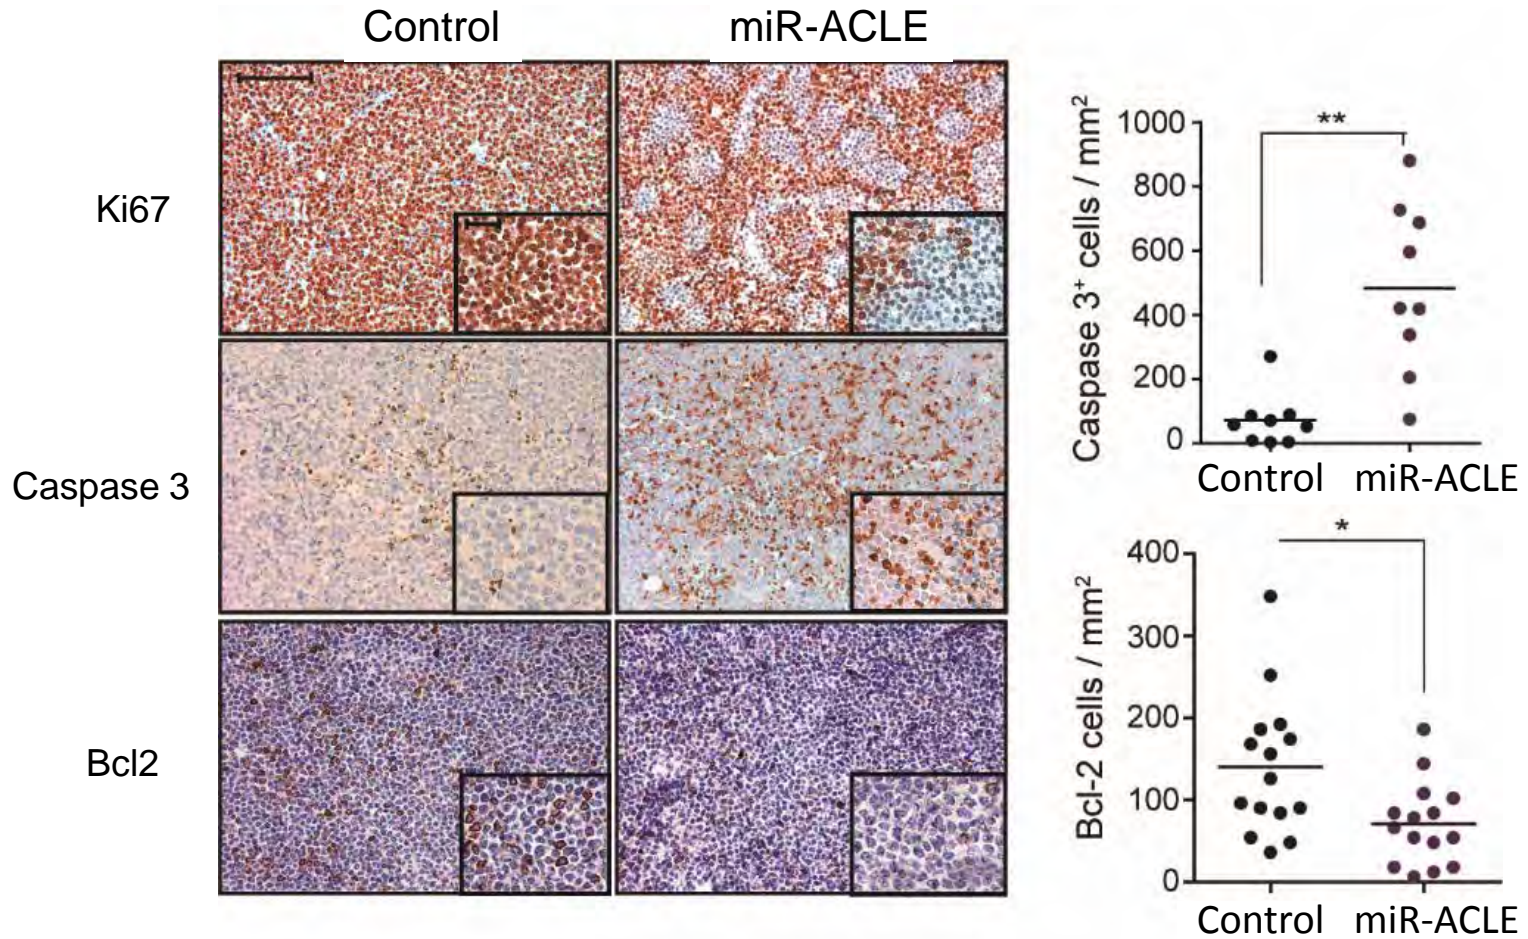 Control
miR-ACLE
Ki67
Caspase 3
Bcl2
Caspase 3⁺ cells / mm²
1000
800
600
400
200
0
**
Control
miR-ACLE
Bcl-2 cells / mm²
400
300
200
100
0
*
Control
miR-ACLE